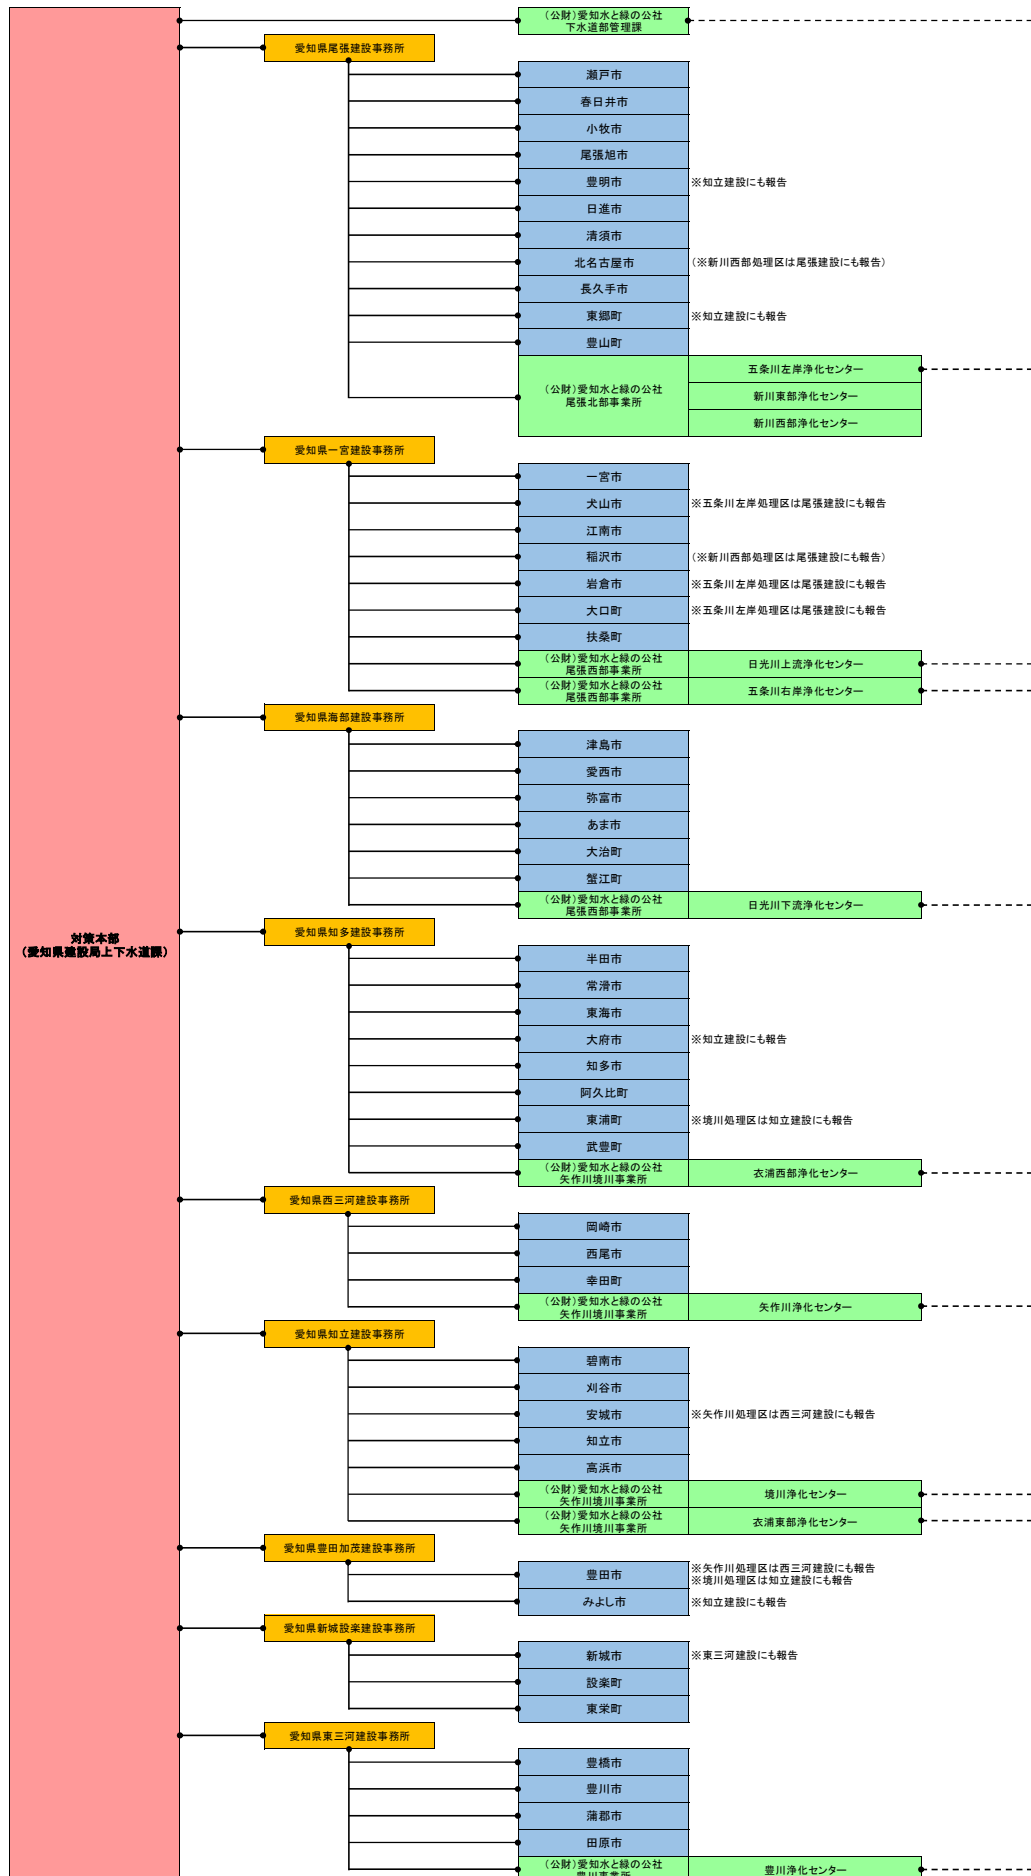 (公財)愛知水と緑の公社
下水道部管理課
愛知県尾張建設事務所
瀬戸市
春日井市
小牧市
尾張旭市
豊明市
※知立建設にも報告
日進市
清須市
北名古屋市
(※新川西部処理区は尾張建設にも報告)
長久手市
東郷町
※知立建設にも報告
豊山町
(公財)愛知水と緑の公社
尾張北部事業所
五条川左岸浄化センター
新川東部浄化センター
新川西部浄化センター
愛知県一宮建設事務所
一宮市
犬山市
※五条川左岸処理区は尾張建設にも報告
江南市
稲沢市
(※新川西部処理区は尾張建設にも報告)
岩倉市
※五条川左岸処理区は尾張建設にも報告
大口町
※五条川左岸処理区は尾張建設にも報告
扶桑町
(公財)愛知水と緑の公社
尾張西部事業所
日光川上流浄化センター
(公財)愛知水と緑の公社
尾張西部事業所
五条川右岸浄化センター
愛知県海部建設事務所
津島市
愛西市
弥富市
あま市
大治町
蟹江町
(公財)愛知水と緑の公社
尾張西部事業所
日光川下流浄化センター
対策本部
(愛知県建設局上下水道課)
愛知県知多建設事務所
半田市
常滑市
東海市
大府市
※知立建設にも報告
知多市
阿久比町
東浦町
※境川処理区は知立建設にも報告
武豊町
(公財)愛知水と緑の公社
矢作川境川事業所
衣浦西部浄化センター
愛知県西三河建設事務所
岡崎市
西尾市
幸田町
(公財)愛知水と緑の公社
矢作川境川事業所
矢作川浄化センター
愛知県知立建設事務所
碧南市
刈谷市
安城市
※矢作川処理区は西三河建設にも報告
知立市
高浜市
(公財)愛知水と緑の公社
矢作川境川事業所
境川浄化センター
(公財)愛知水と緑の公社
矢作川境川事業所
衣浦東部浄化センター
愛知県豊田加茂建設事務所
豊田市
※矢作川処理区は西三河建設にも報告
※境川処理区は知立建設にも報告
みよし市
※知立建設にも報告
愛知県新城設楽建設事務所
新城市
※東三河建設にも報告
設楽町
東栄町
愛知県東三河建設事務所
豊橋市
豊川市
蒲郡市
田原市
(公財)愛知水と緑の公社
豊川事業所
豊川浄化センター